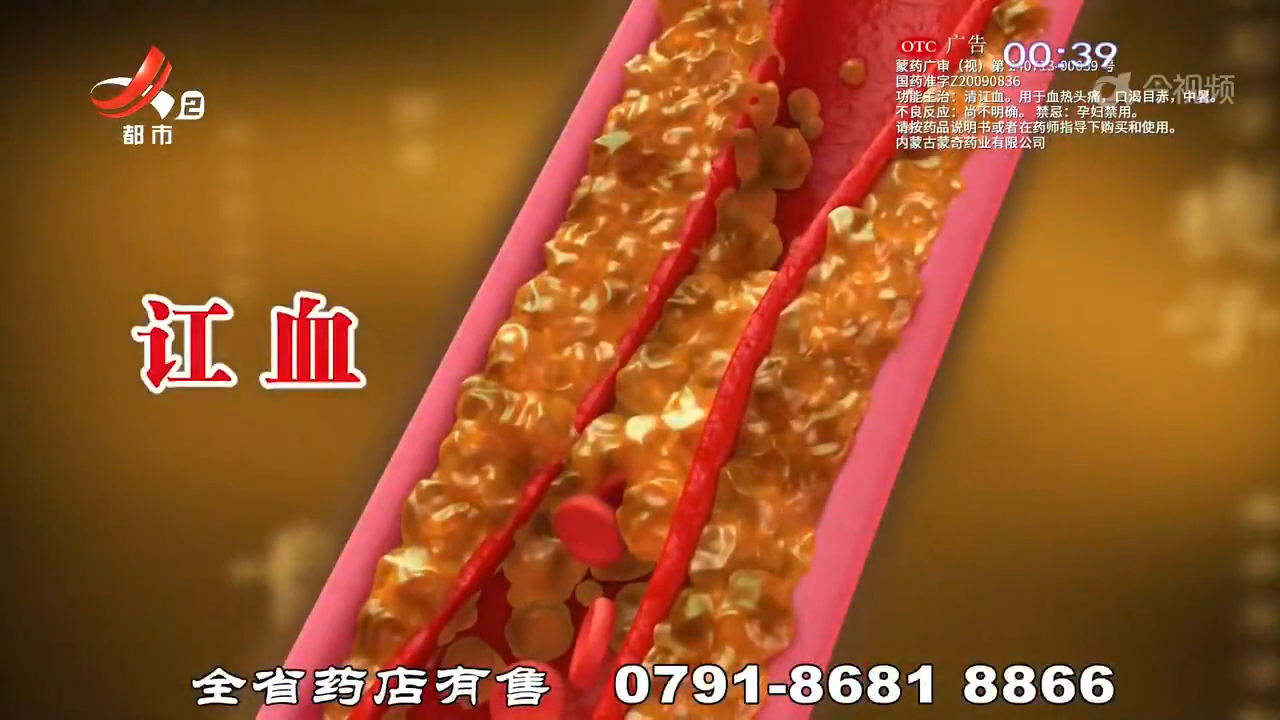 2
都市
OTC 广告
00:39
蒙药广审（视）第
国药准字Z20090836
今视频
功能主治：清讧血。用于血热头痛，口渴目赤，中暑。
不良反应：尚不明确。 禁忌：孕妇禁用。
请按药品说明书或者在药师指导下购买和使用。
内蒙古蒙奇药业有限公司
讧血
全省药店有售 0791-8681 8866